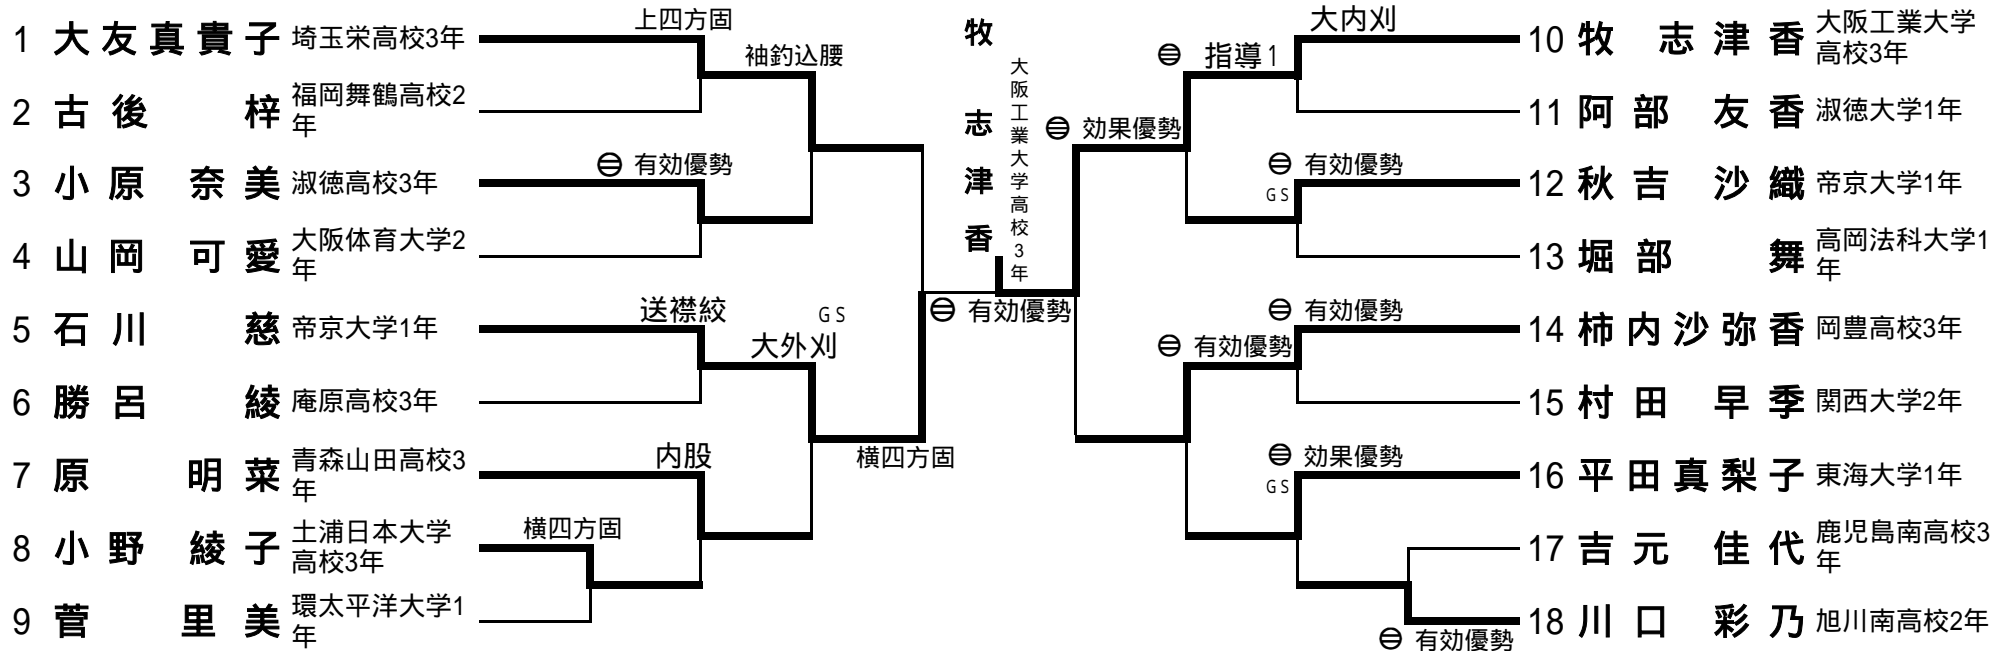 1 大友真貴子 埼玉栄高校3年
2 古後 梓 福岡舞鶴高校2
年
3 小原 奈美 淑徳高校3年
4 山岡 可愛 大阪体育大学2
年
5 石川 慈 帝京大学1年
6 勝呂 綾 庵原高校3年
7 原 明菜 青森山田高校3
年
8 小野 綾子 土浦日本大学
高校3年
9 菅 里美 環太平洋大学1
年
上四方固
袖釣込腰
㊀ 有効優勢
送襟絞
GS
大外刈
内股
横四方固
横四方固
牧志津香
大阪工業大学高校3年
㊀ 有効優勢
大内刈
㊀ 指導1
㊀ 効果優勢
㊀ 有効優勢
GS
㊀ 有効優勢
㊀ 有効優勢
㊀ 効果優勢
GS
㊀ 有効優勢
10 牧 志津香 大阪工業大学
高校3年
11 阿部 友香 淑徳大学1年
12 秋吉 沙織 帝京大学1年
13 堀部 舞 高岡法科大学1
年
14 柿内沙弥香 岡豊高校3年
15 村田 早季 関西大学2年
16 平田真梨子 東海大学1年
17 吉元 佳代 鹿児島南高校3
年
18 川口 彩乃 旭川南高校2年